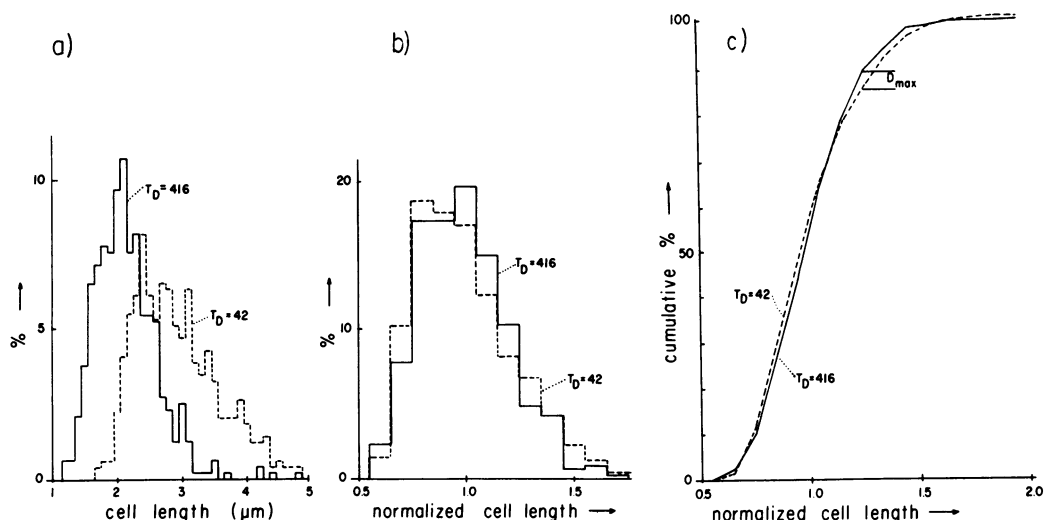 a)
10
5
0
% →
T_D=416
T_D=42
1 2 3 4 5
cell length (μm)
b)
20
10
0
% →
T_D=416
T_D=42
0.5 1.0 1.5
normalized cell length →
c)
100
50
0
cumulative % →
D_max
T_D=42
T_D=416
0.5 1.0 1.5 2.0
normalized cell length →